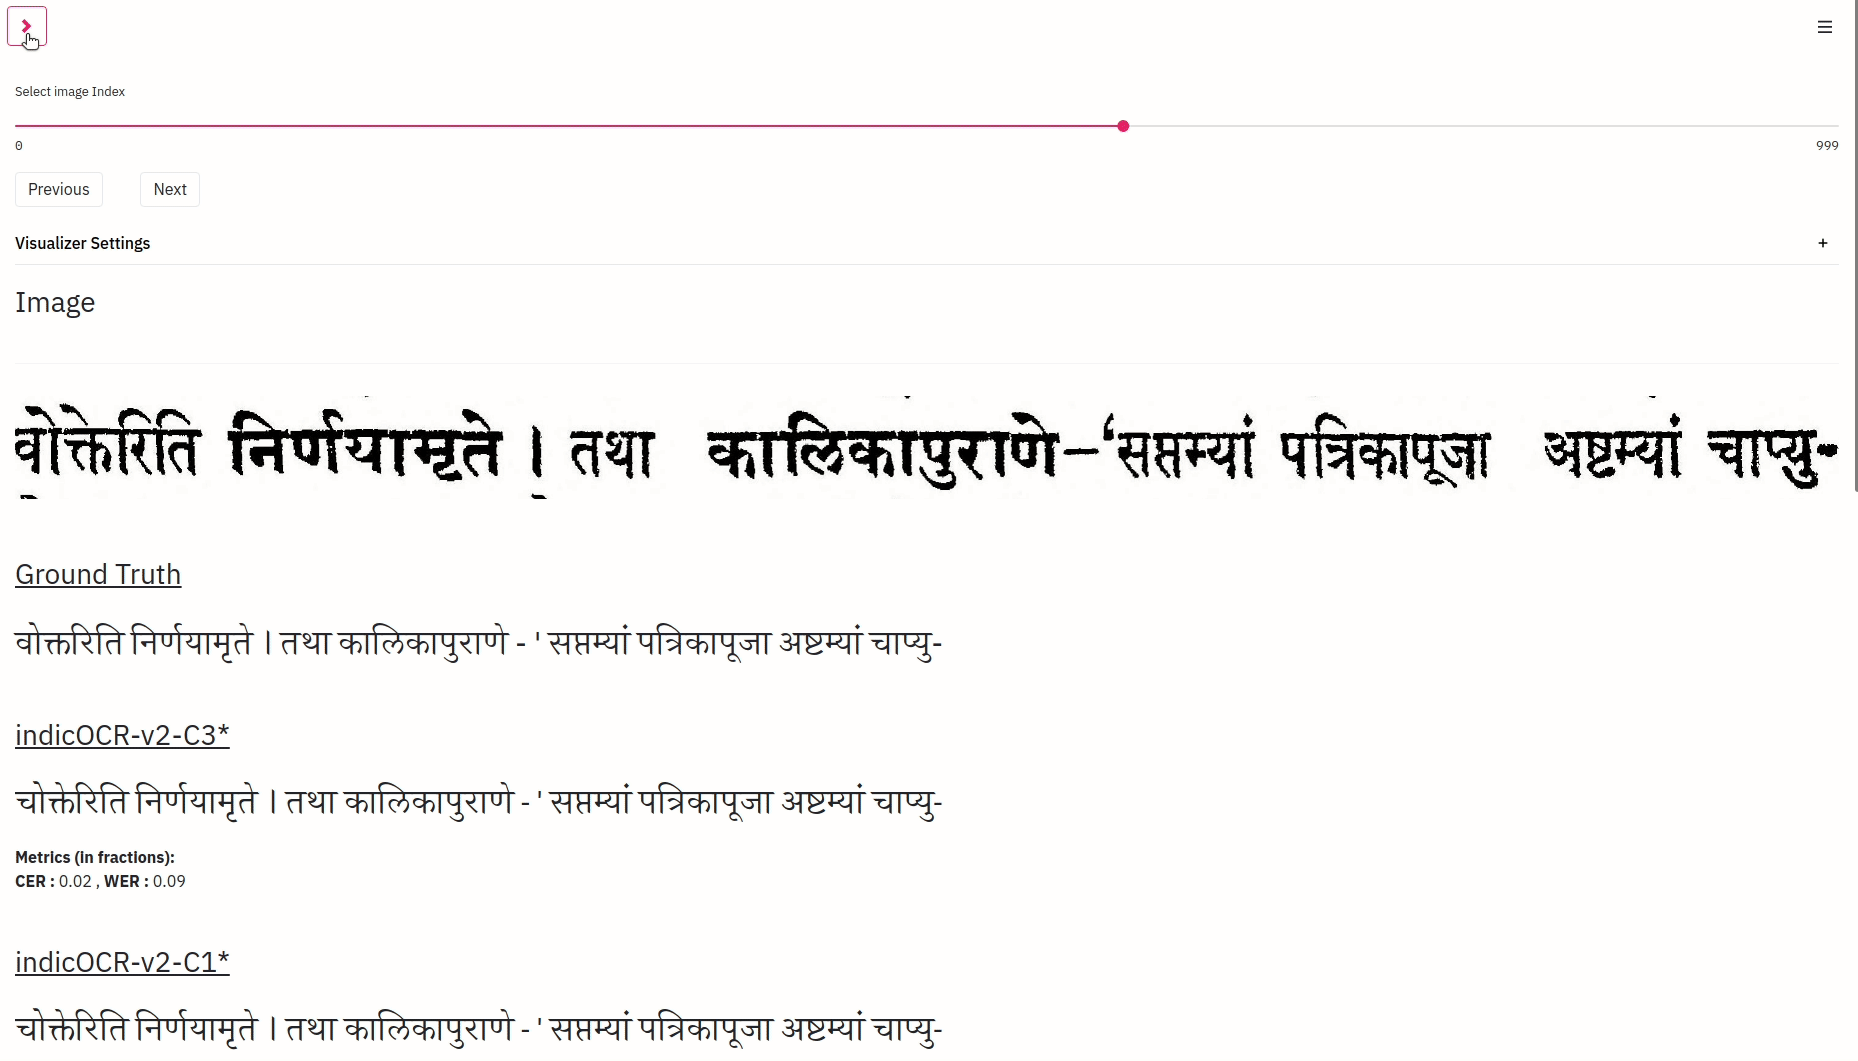 Select image Index
0 999
Previous Next
Visualizer Settings +
Image
वोक्तेरिति निर्णयामृते । तथा कालिकापुराणे—‘सप्तम्यां पत्रिकापूजा अष्टम्यां चाप्यु-
Ground Truth
वोक्तरिति निर्णयामृते । तथा कालिकापुराणे - ' सप्तम्यां पत्रिकापूजा अष्टम्यां चाप्यु-
indicOCR-v2-C3*
चोक्तेरिति निर्णयामृते । तथा कालिकापुराणे - ' सप्तम्यां पत्रिकापूजा अष्टम्यां चाप्यु-
Metrics (in fractions):
CER : 0.02 , WER : 0.09
indicOCR-v2-C1*
चोक्तेरिति निर्णयामृते । तथा कालिकापुराणे - ' सप्तम्यां पत्रिकापूजा अष्टम्यां चाप्यु-